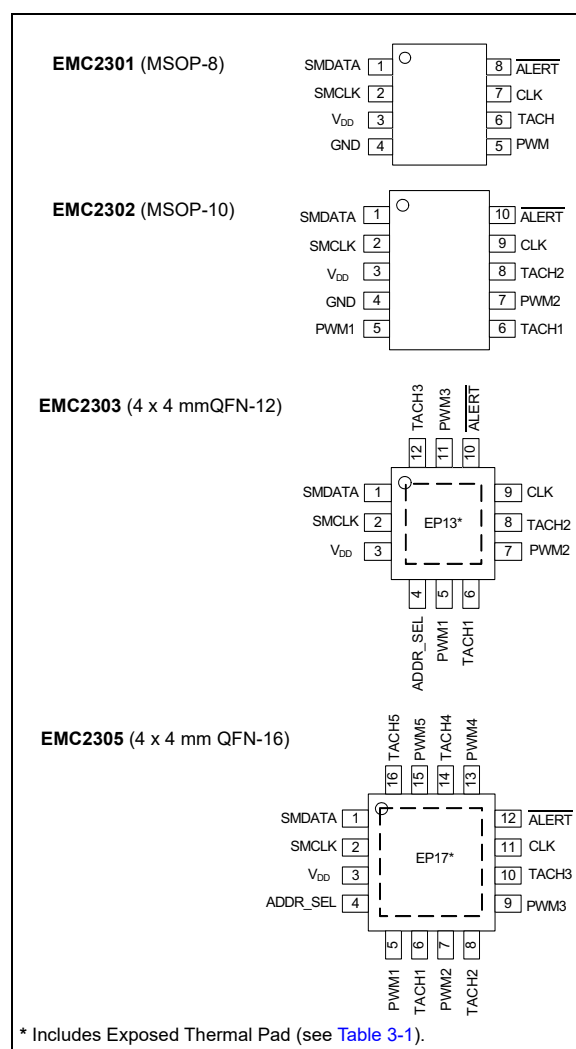 EMC2301 (MSOP-8)
SMDATA 1 8 ALERT
SMCLK 2 7 CLK
VDD 3 6 TACH
GND 4 5 PWM
EMC2302 (MSOP-10)
SMDATA 1 10 ALERT
SMCLK 2 9 CLK
VDD 3 8 TACH2
GND 4 7 PWM2
PWM1 5 6 TACH1
EMC2303 (4 x 4 mmQFN-12)
TACH3 PWM3 ALERT
12 11 10
SMDATA 1 9 CLK
SMCLK 2 EP13* 8 TACH2
VDD 3 7 PWM2
4 5 6
ADDR_SEL PWM1 TACH1
EMC2305 (4 x 4 mm QFN-16)
TACH5 PWM5 TACH4 PWM4
16 15 14 13
SMDATA 1 12 ALERT
SMCLK 2 11 CLK
EP17*
VDD 3 10 TACH3
ADDR_SEL 4 9 PWM3
5 6 7 8
PWM1 TACH1 PWM2 TACH2
* Includes Exposed Thermal Pad (see Table 3-1).